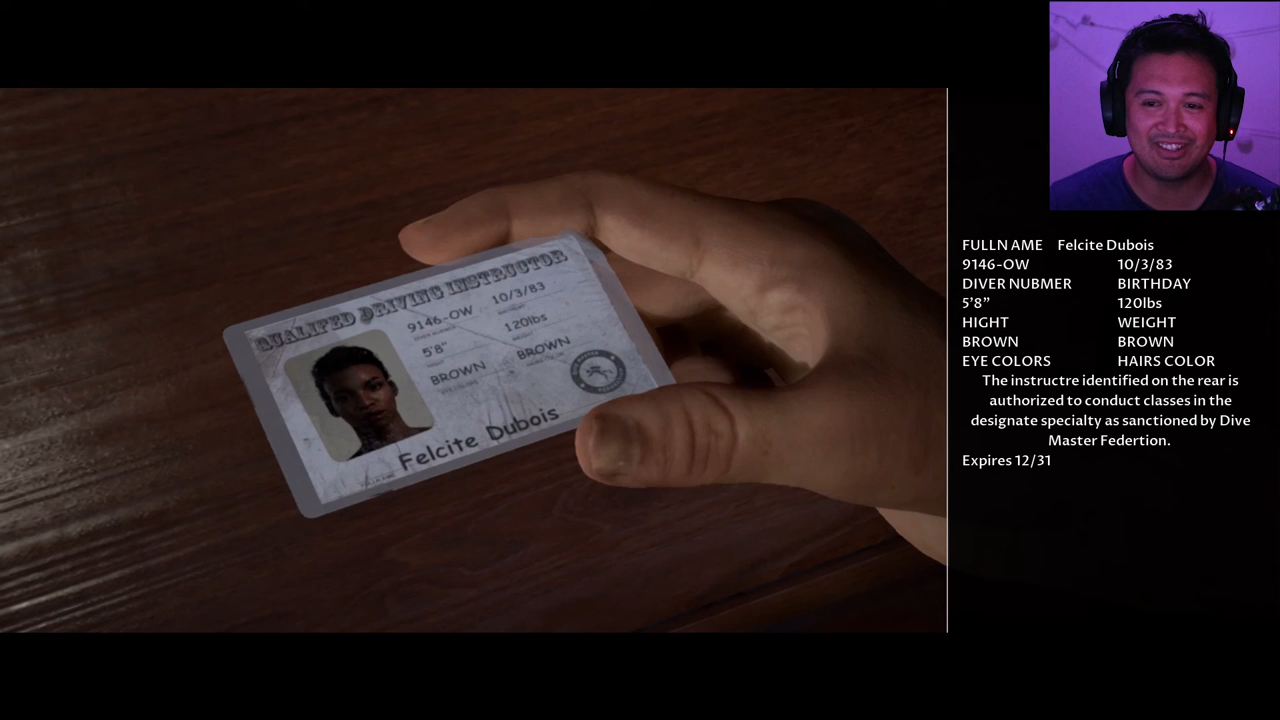 QUALIFED DRIVING INSTRUCTOR
9146-OW 10/3/83
5'8" 120lbs
BROWN BROWN
Felcite Dubois
FULLN AME Felcite Dubois
9146-OW 10/3/83
DIVER NUBMER BIRTHDAY
5'8" 120lbs
HIGHT WEIGHT
BROWN BROWN
EYE COLORS HAIRS COLOR
The instructre identified on the rear is
authorized to conduct classes in the
designate specialty as sanctioned by Dive
Master Federtion.
Expires 12/31